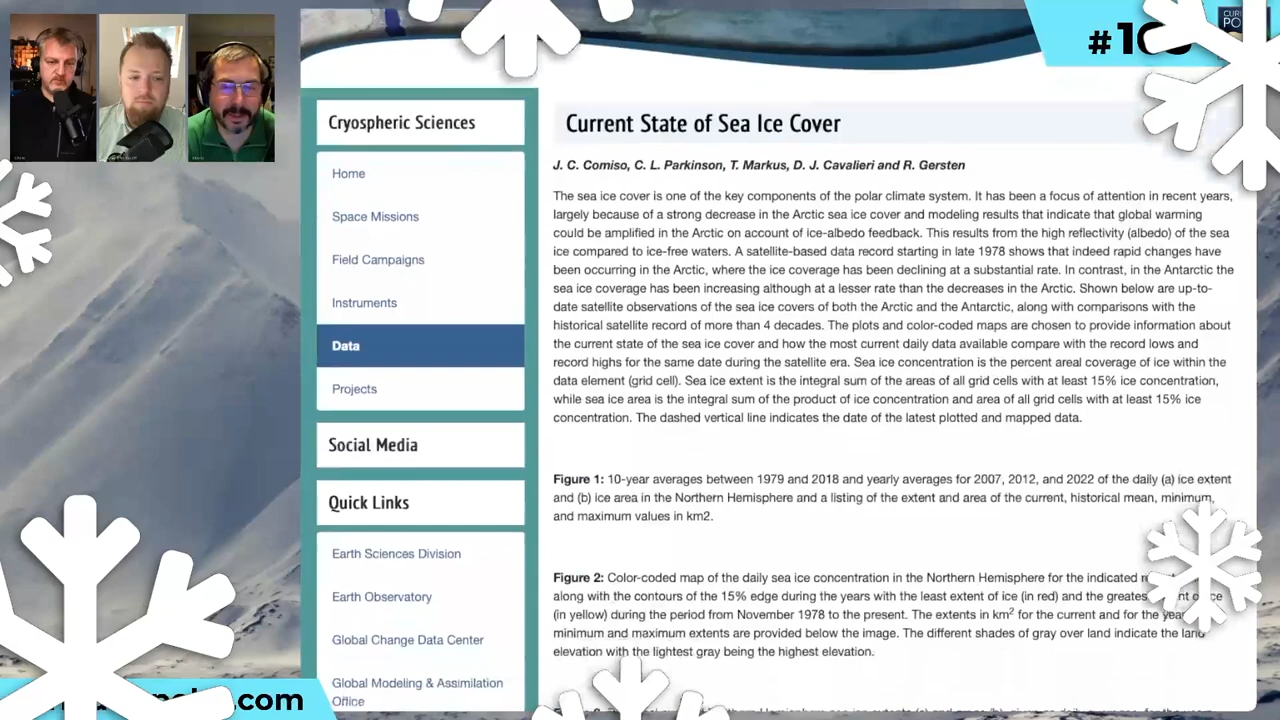 Cryospheric Sciences
Home
Space Missions
Field Campaigns
Instruments
Data
Projects
Social Media
Quick Links
Earth Sciences Division
Earth Observatory
Global Change Data Center
Global Modeling & Assimilation
Office
Current State of Sea Ice Cover
J. C. Comiso, C. L. Parkinson, T. Markus, D. J. Cavalieri and R. Gersten
The sea ice cover is one of the key components of the polar climate system. It has been a focus of attention in recent years,
largely because of a strong decrease in the Arctic sea ice cover and modeling results that indicate that global warming
could be amplified in the Arctic on account of ice-albedo feedback. This results from the high reflectivity (albedo) of the sea
ice compared to ice-free waters. A satellite-based data record starting in late 1978 shows that indeed rapid changes have
been occurring in the Arctic, where the ice coverage has been declining at a substantial rate. In contrast, in the Antarctic the
sea ice coverage has been increasing although at a lesser rate than the decreases in the Arctic. Shown below are up-to-
date satellite observations of the sea ice covers of both the Arctic and the Antarctic, along with comparisons with the
historical satellite record of more than 4 decades. The plots and color-coded maps are chosen to provide information about
the current state of the sea ice cover and how the most current daily data available compare with the record lows and
record highs for the same date during the satellite era. Sea ice concentration is the percent areal coverage of ice within the
data element (grid cell). Sea ice extent is the integral sum of the areas of all grid cells with at least 15% ice concentration,
while sea ice area is the integral sum of the product of ice concentration and area of all grid cells with at least 15% ice
concentration. The dashed vertical line indicates the date of the latest plotted and mapped data.
Figure 1: 10-year averages between 1979 and 2018 and yearly averages for 2007, 2012, and 2022 of the daily (a) ice extent
and (b) ice area in the Northern Hemisphere and a listing of the extent and area of the current, historical mean, minimum,
and maximum values in km2.
Figure 2: Color-coded map of the daily sea ice concentration in the Northern Hemisphere for the indicated
along with the contours of the 15% edge during the years with the least extent of ice (in red) and the greatest
(in yellow) during the period from November 1978 to the present. The extents in km² for the current and for the
minimum and maximum extents are provided below the image. The different shades of gray over land indicate the land
elevation with the lightest gray being the highest elevation.
.com